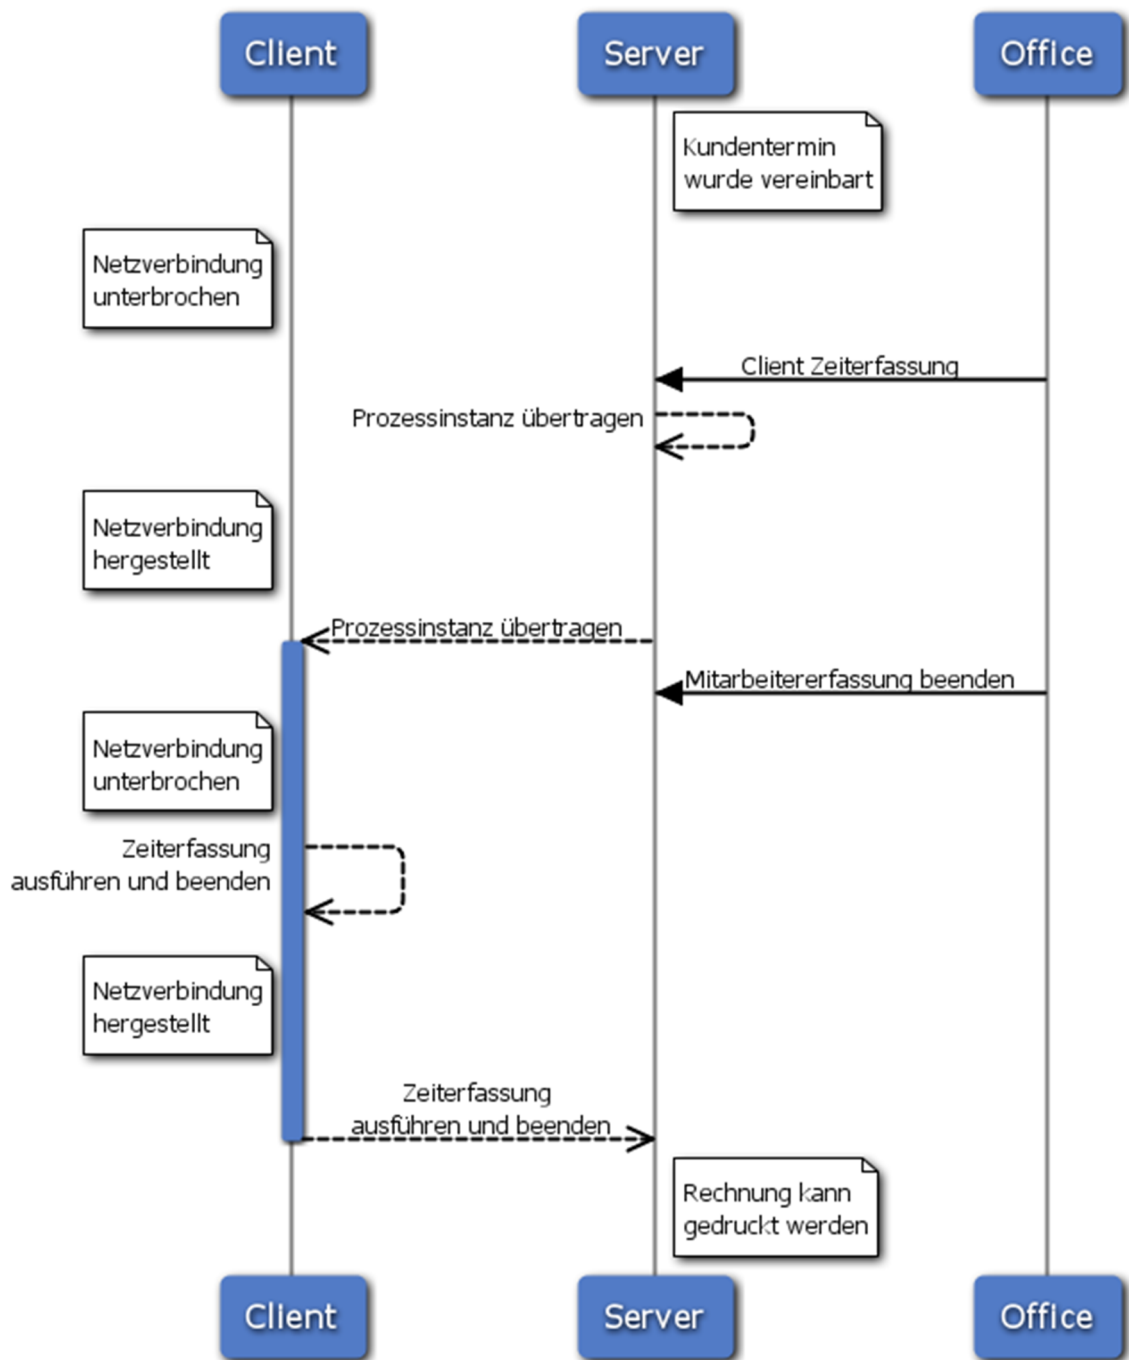 Client
Server
Office
Kundentermin
wurde vereinbart
Netzverbindung
unterbrochen
Client Zeiterfassung
Prozessinstanz übertragen
Netzverbindung
hergestellt
Prozessinstanz übertragen
Mitarbeitererfassung beenden
Netzverbindung
unterbrochen
Zeiterfassung
ausführen und beenden
Netzverbindung
hergestellt
Zeiterfassung
ausführen und beenden
Rechnung kann
gedruckt werden
Client
Server
Office